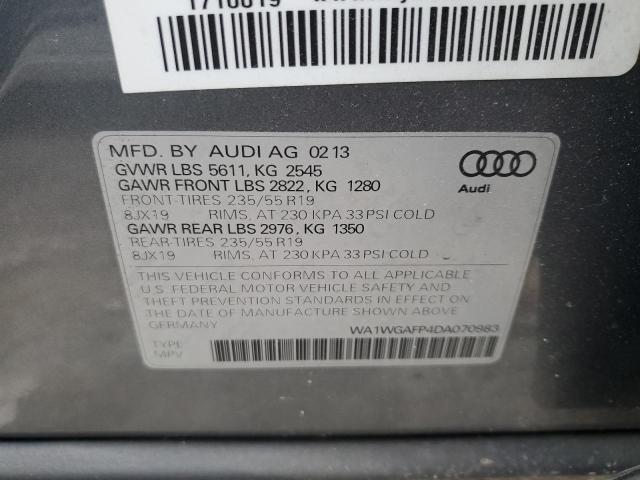 1710019
MFD. BY AUDI AG 02 13
GVWR LBS 5611, KG 2545
GAWR FRONT LBS 2822, KG 1280
FRONT-TIRES 235/55 R19
8JX19 RIMS, AT 230 KPA 33 PSI COLD
GAWR REAR LBS 2976, KG 1350
REAR-TIRES 235/55 R19
8JX19 RIMS, AT 230 KPA 33 PSI COLD
Audi
THIS VEHICLE CONFORMS TO ALL APPLICABLE
U.S. FEDERAL MOTOR VEHICLE SAFETY AND
THEFT PREVENTION STANDARDS IN EFFECT ON
THE DATE OF MANUFACTURE SHOWN ABOVE.
GERMANY
WA1WGAFP4DA070983
TYPE
MPV